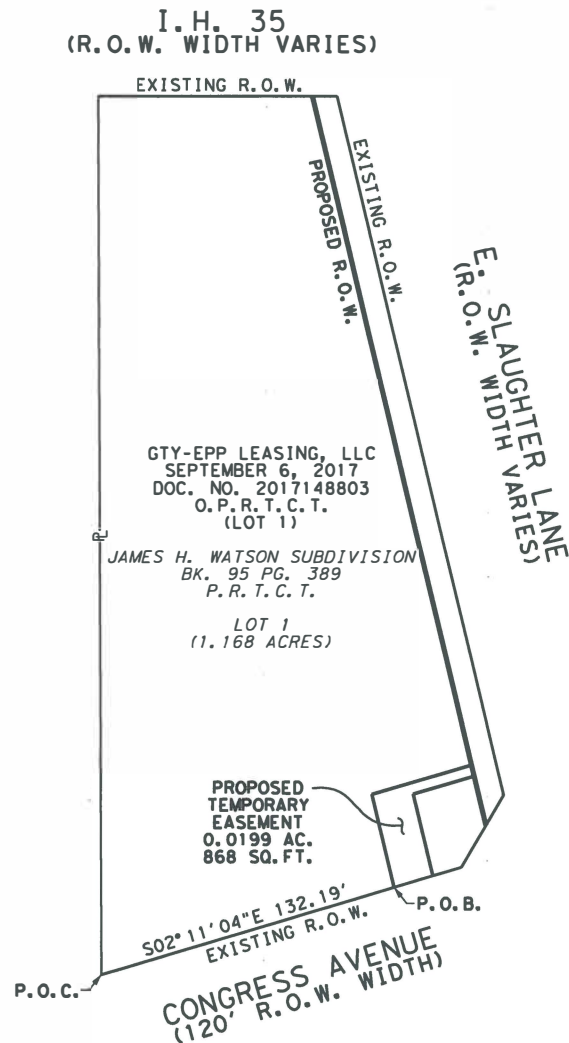 I.H. 35
(R.O.W. WIDTH VARIES)
EXISTING R.O.W.
EXISTING R.O.W.
PROPOSED R.O.W.
E. SLAUGHTER LANE
(R.O.W. WIDTH VARIES)
GTY-EPP LEASING, LLC
SEPTEMBER 6, 2017
DOC. NO. 2017148803
O.P.R.T.C.T.
(LOT 1)
PL
JAMES H. WATSON SUBDIVISION
BK. 95 PG. 389
P.R.T.C.T.
LOT 1
(1.168 ACRES)
PROPOSED
TEMPORARY
EASEMENT
0.0199 AC.
868 SQ.FT.
S02°11'04"E 132.19'
EXISTING R.O.W.
P.O.B.
P.O.C.
CONGRESS AVENUE
(120' R.O.W. WIDTH)